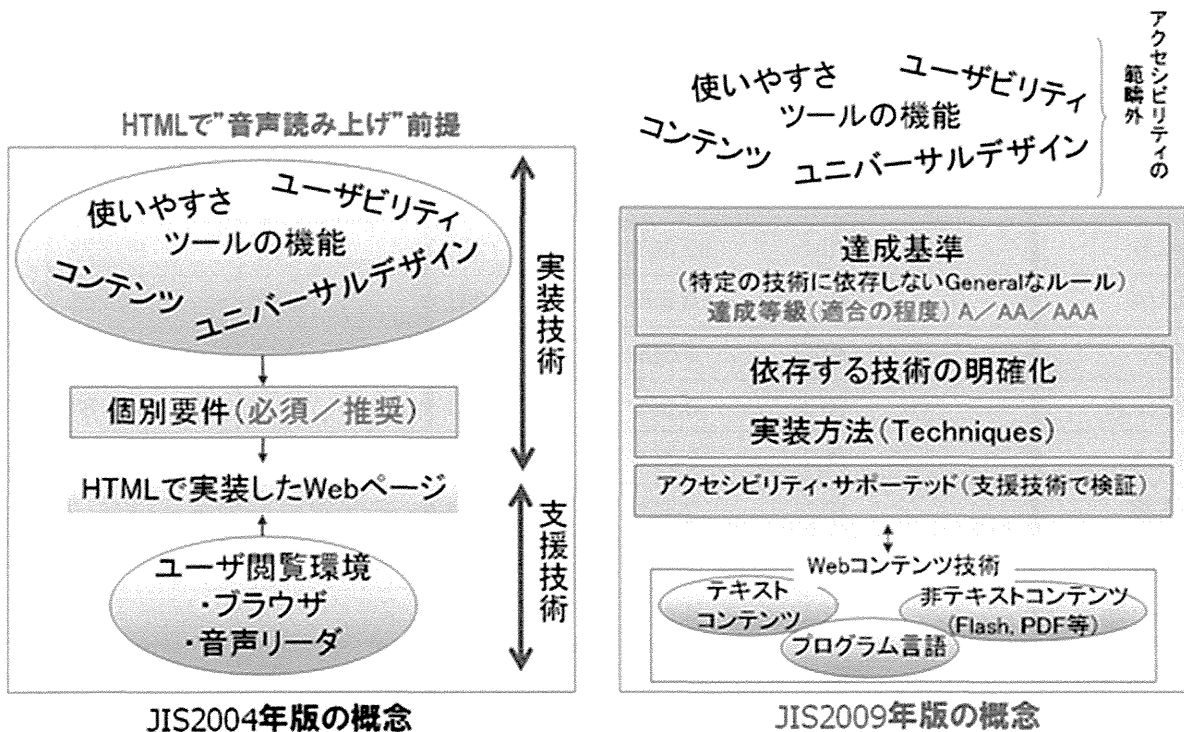 HTMLで"音声読み上げ"前提
使いやすさ
ユーザビリティ
ツールの機能
コンテンツ
ユニバーサルデザイン
個別要件(必須/推奨)
HTMLで実装したWebページ
ユーザ閲覧環境
・ブラウザ
・音声リーダ
実装技術
支援技術
JIS2004年版の概念
使いやすさ
ユーザビリティ
ツールの機能
コンテンツ
ユニバーサルデザイン
アクセシビリティの
範疇外
達成基準
(特定の技術に依存しないGeneralなルール)
達成等級(適合の程度) A/AA/AAA
依存する技術の明確化
実装方法(Techniques)
アクセシビリティ・サポーテッド(支援技術で検証)
Webコンテンツ技術
テキスト
コンテンツ
非テキストコンテンツ
(Flash, PDF等)
プログラム言語
JIS2009年版の概念